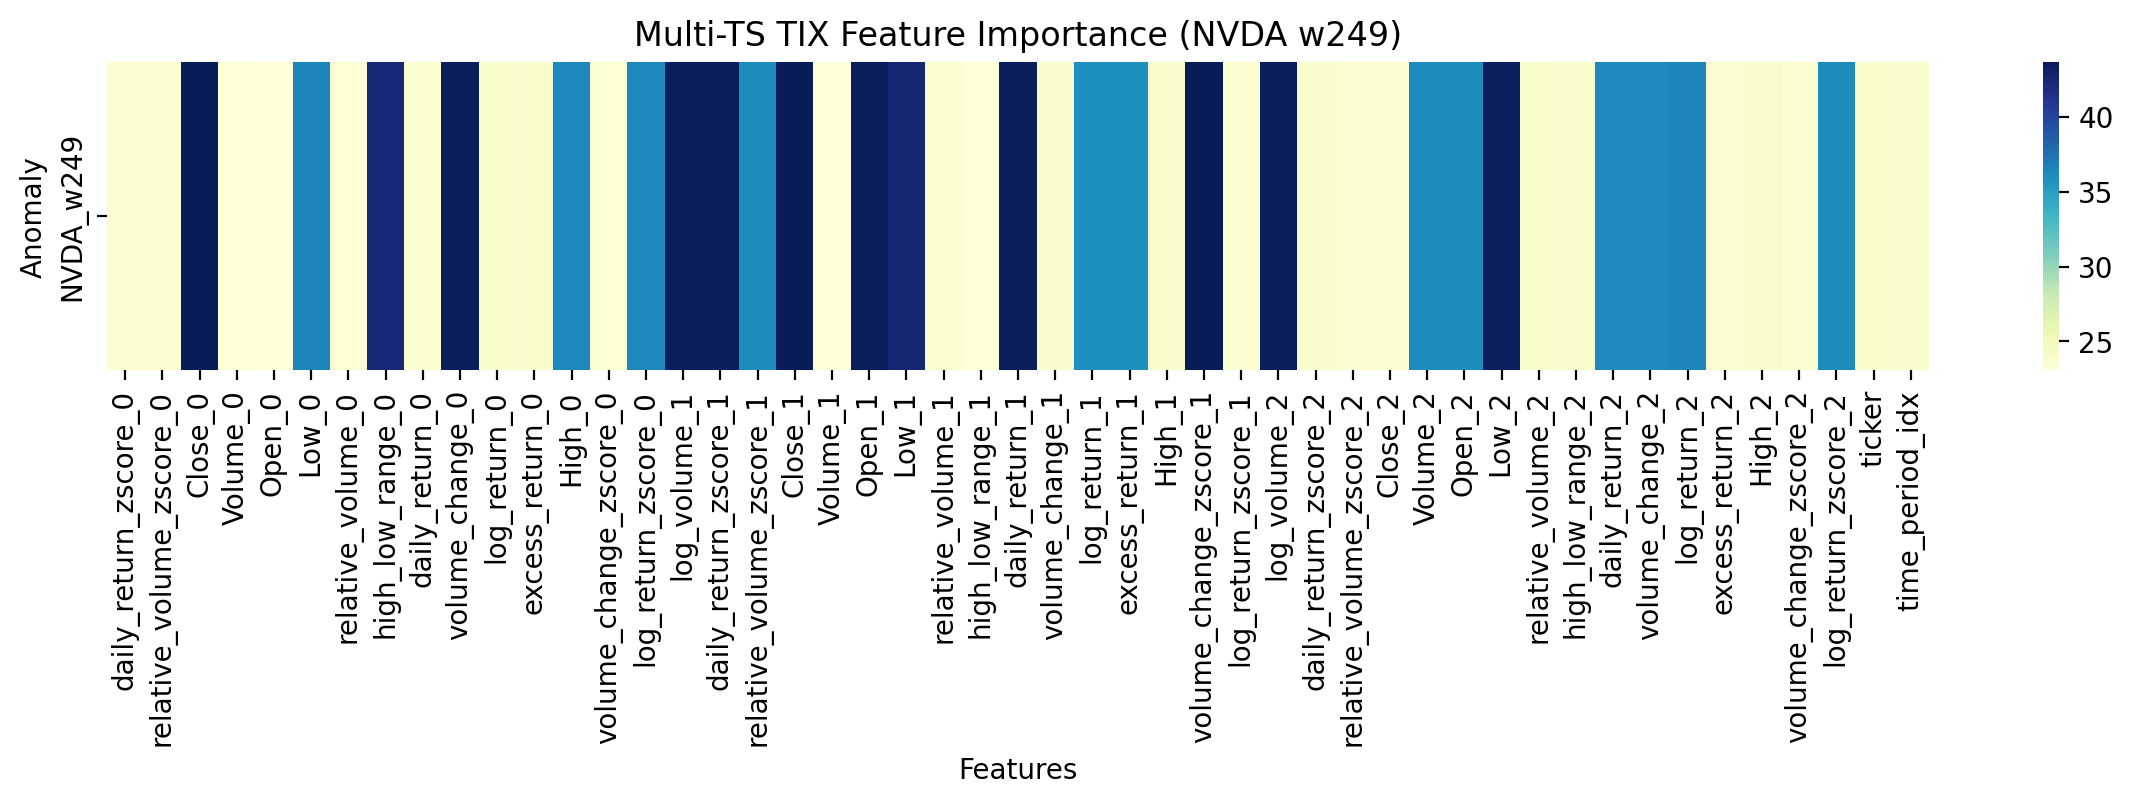 Multi-TS TIX Feature Importance (NVDA w249)
Anomaly
NVDA_w249
40
35
30
25
daily_return_zscore_0
relative_volume_zscore_0
Close_0
Volume_0
Open_0
Low_0
relative_volume_0
high_low_range_0
daily_return_0
volume_change_0
log_return_0
excess_return_0
High_0
volume_change_zscore_0
log_return_zscore_0
log_volume_1
daily_return_zscore_1
relative_volume_zscore_1
Close_1
Volume_1
Open_1
Low_1
relative_volume_1
high_low_range_1
daily_return_1
volume_change_1
log_return_1
excess_return_1
High_1
volume_change_zscore_1
log_return_zscore_1
log_volume_2
daily_return_zscore_2
relative_volume_zscore_2
Close_2
Volume_2
Open_2
Low_2
relative_volume_2
high_low_range_2
daily_return_2
volume_change_2
log_return_2
excess_return_2
High_2
volume_change_zscore_2
log_return_zscore_2
ticker
time_period_idx
Features